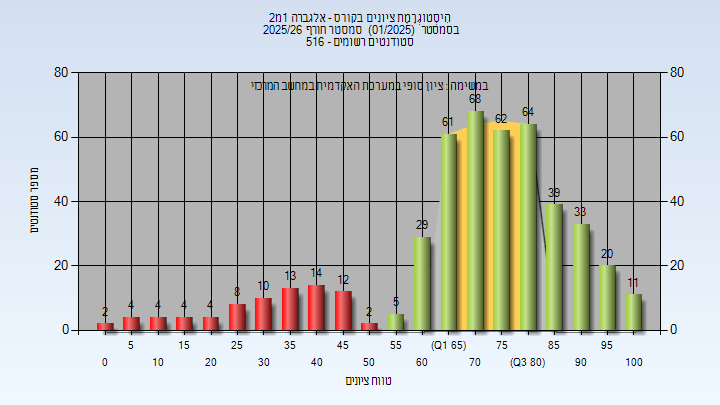 היסטוגרמת ציונים בקורס - אלגברה 1מ2
בסמסטר (01/2025) סמסטר חורף 2025/26
סטודנטים רשומים - 516
במשימה: ציון סופי במערכת האקדמית במחשב המרכזי
80
60
40
20
0
80
60
40
20
0
מספר סטודנטים
2 4 4 4 8 10 13 14 12 2 5 29 61 68 62 64 39 33 20 11
5 15 25 35 45 55 (Q1 65) 75 85 95
0 10 20 30 40 50 60 70 (Q3 80) 90 100
טווח ציונים